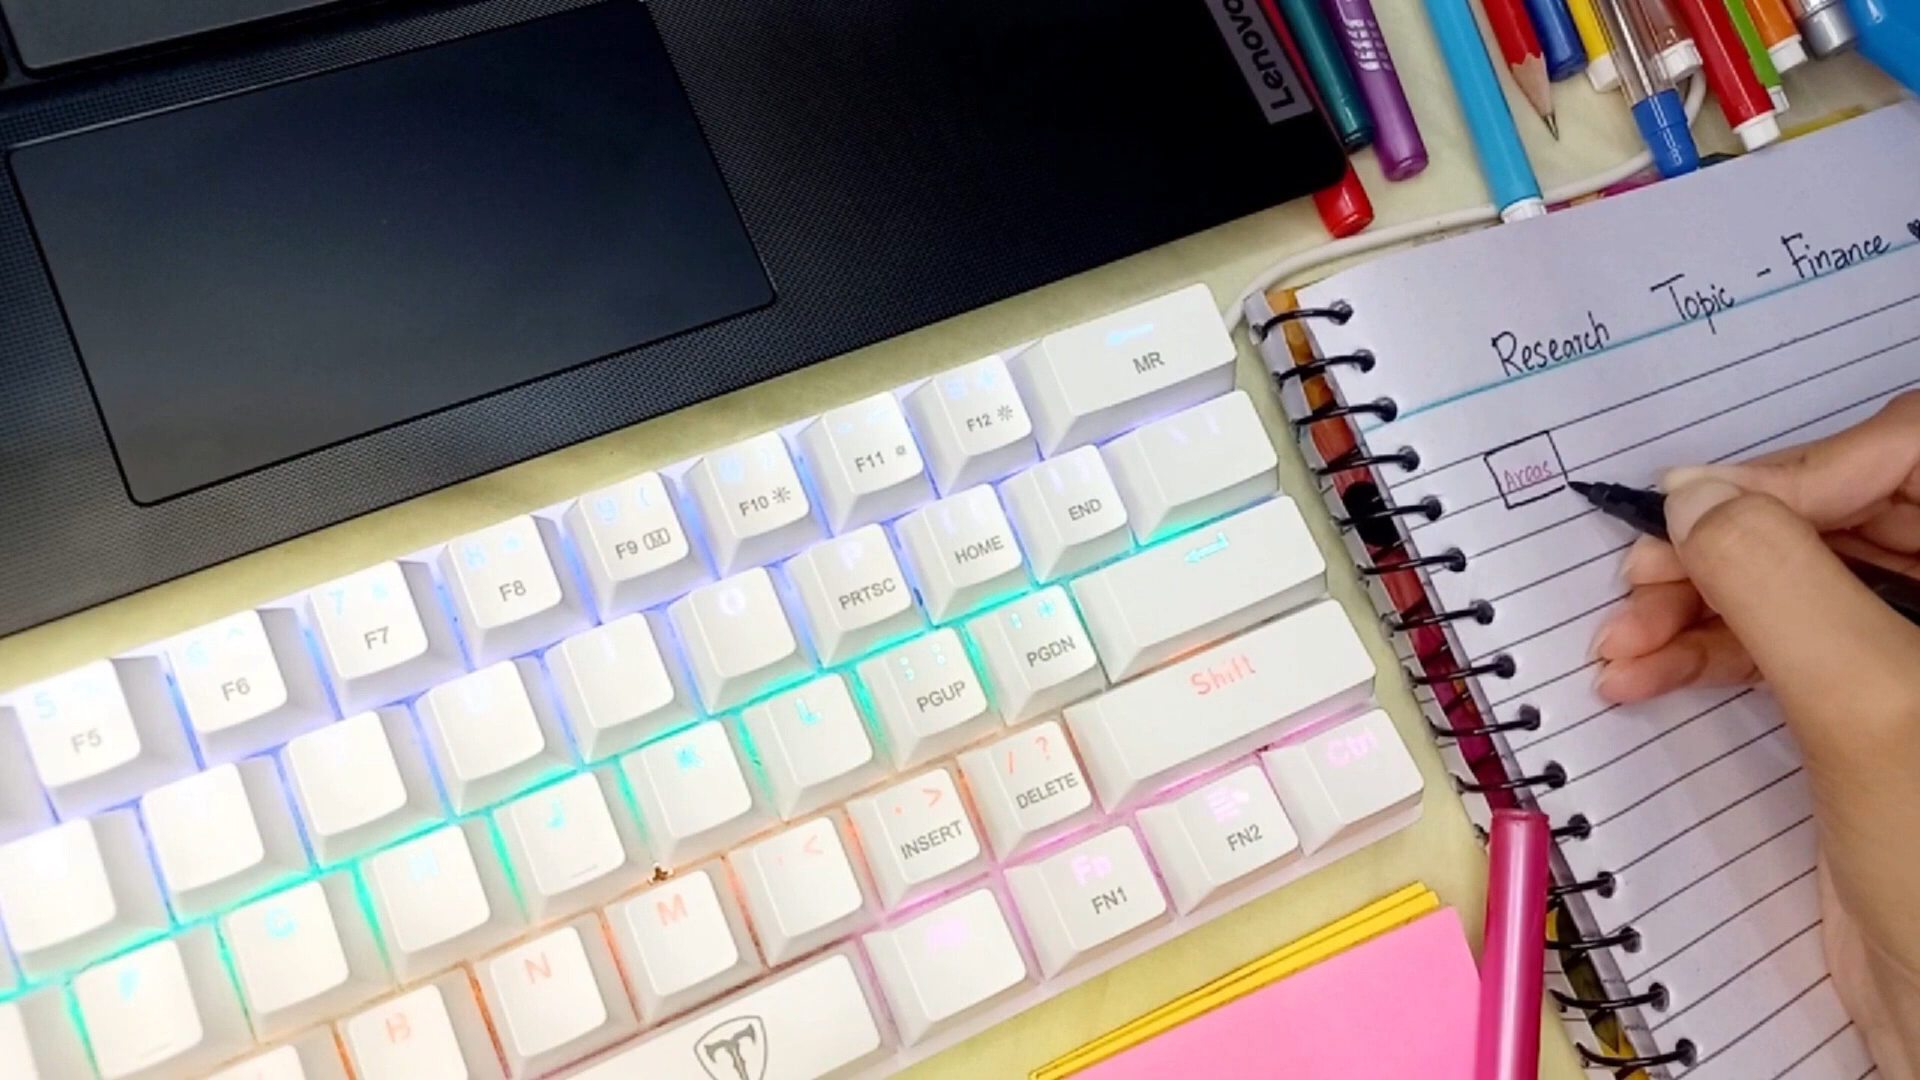 Lenovo
Research Topic - Finance
Areas
MR
F12
F11
F10
F9
F8
F7
F6
F5
END
HOME
PRTSC
PGDN
PGUP
Shift
DELETE
INSERT
Ctrl
FN2
FN1
L
J
G
M
N
B